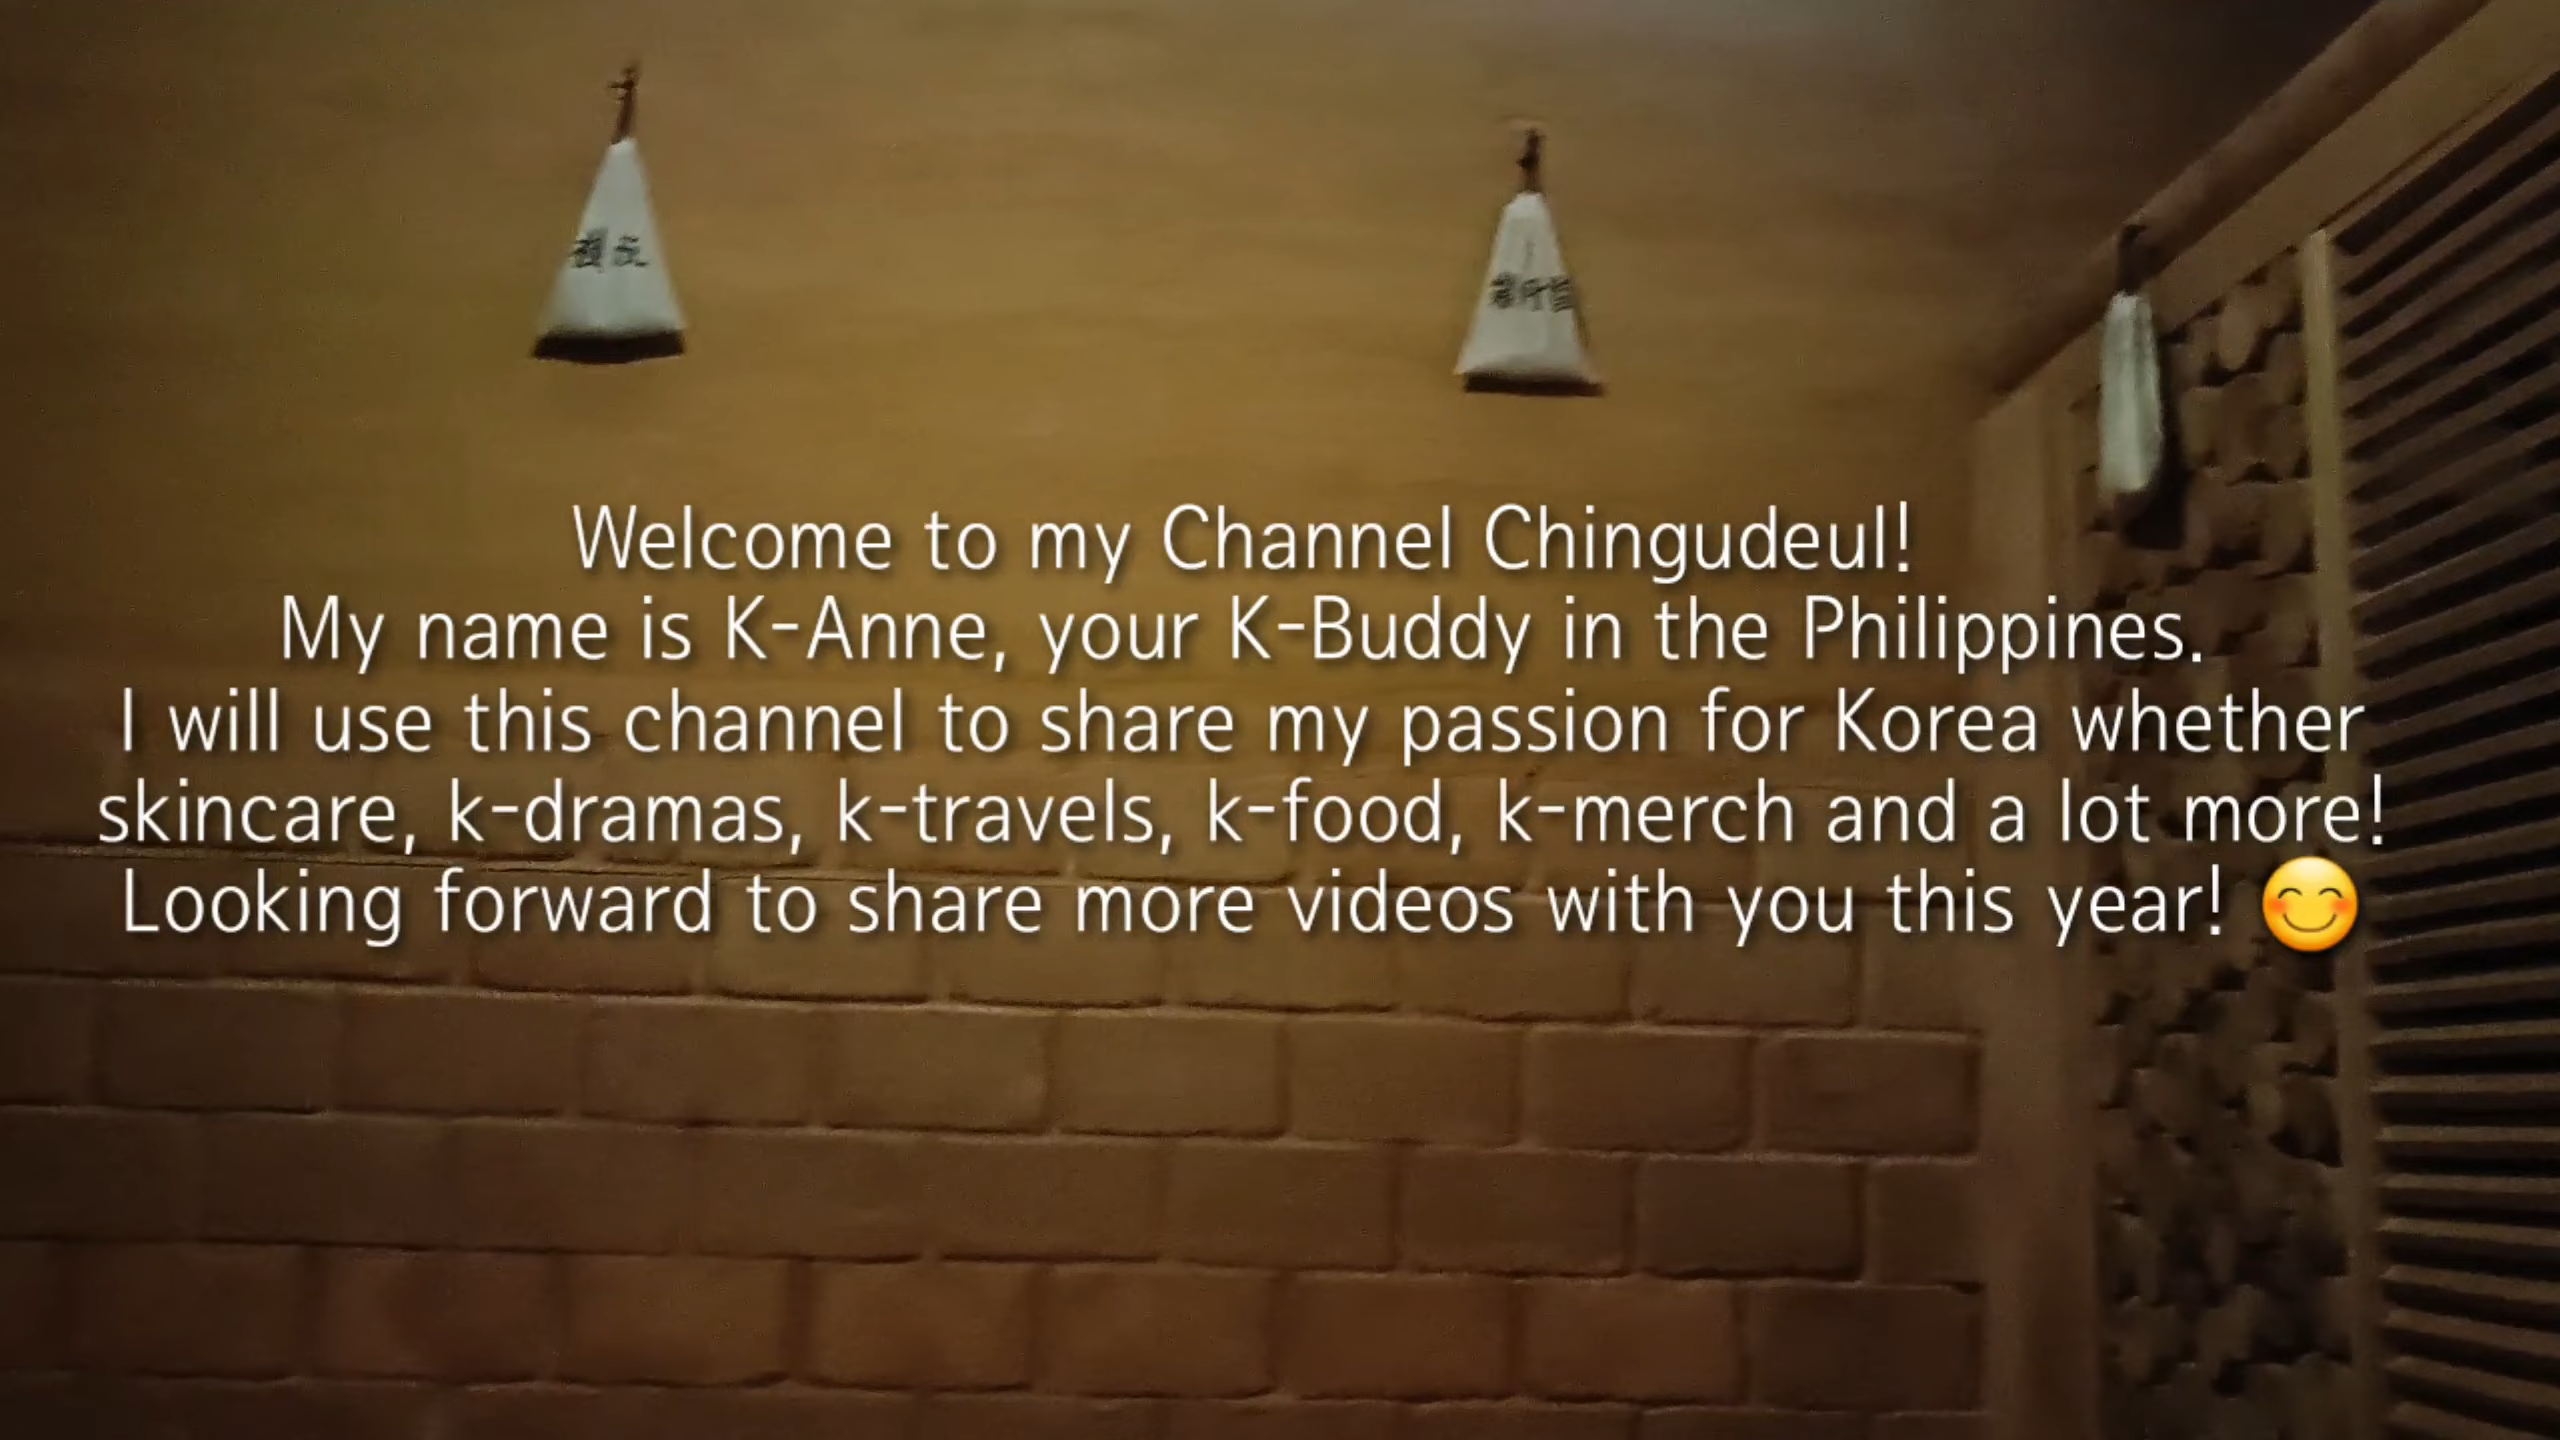 Welcome to my Channel Chingudeul!
My name is K-Anne, your K-Buddy in the Philippines.
I will use this channel to share my passion for Korea whether
skincare, k-dramas, k-travels, k-food, k-merch and a lot more!
Looking forward to share more videos with you this year! 😊